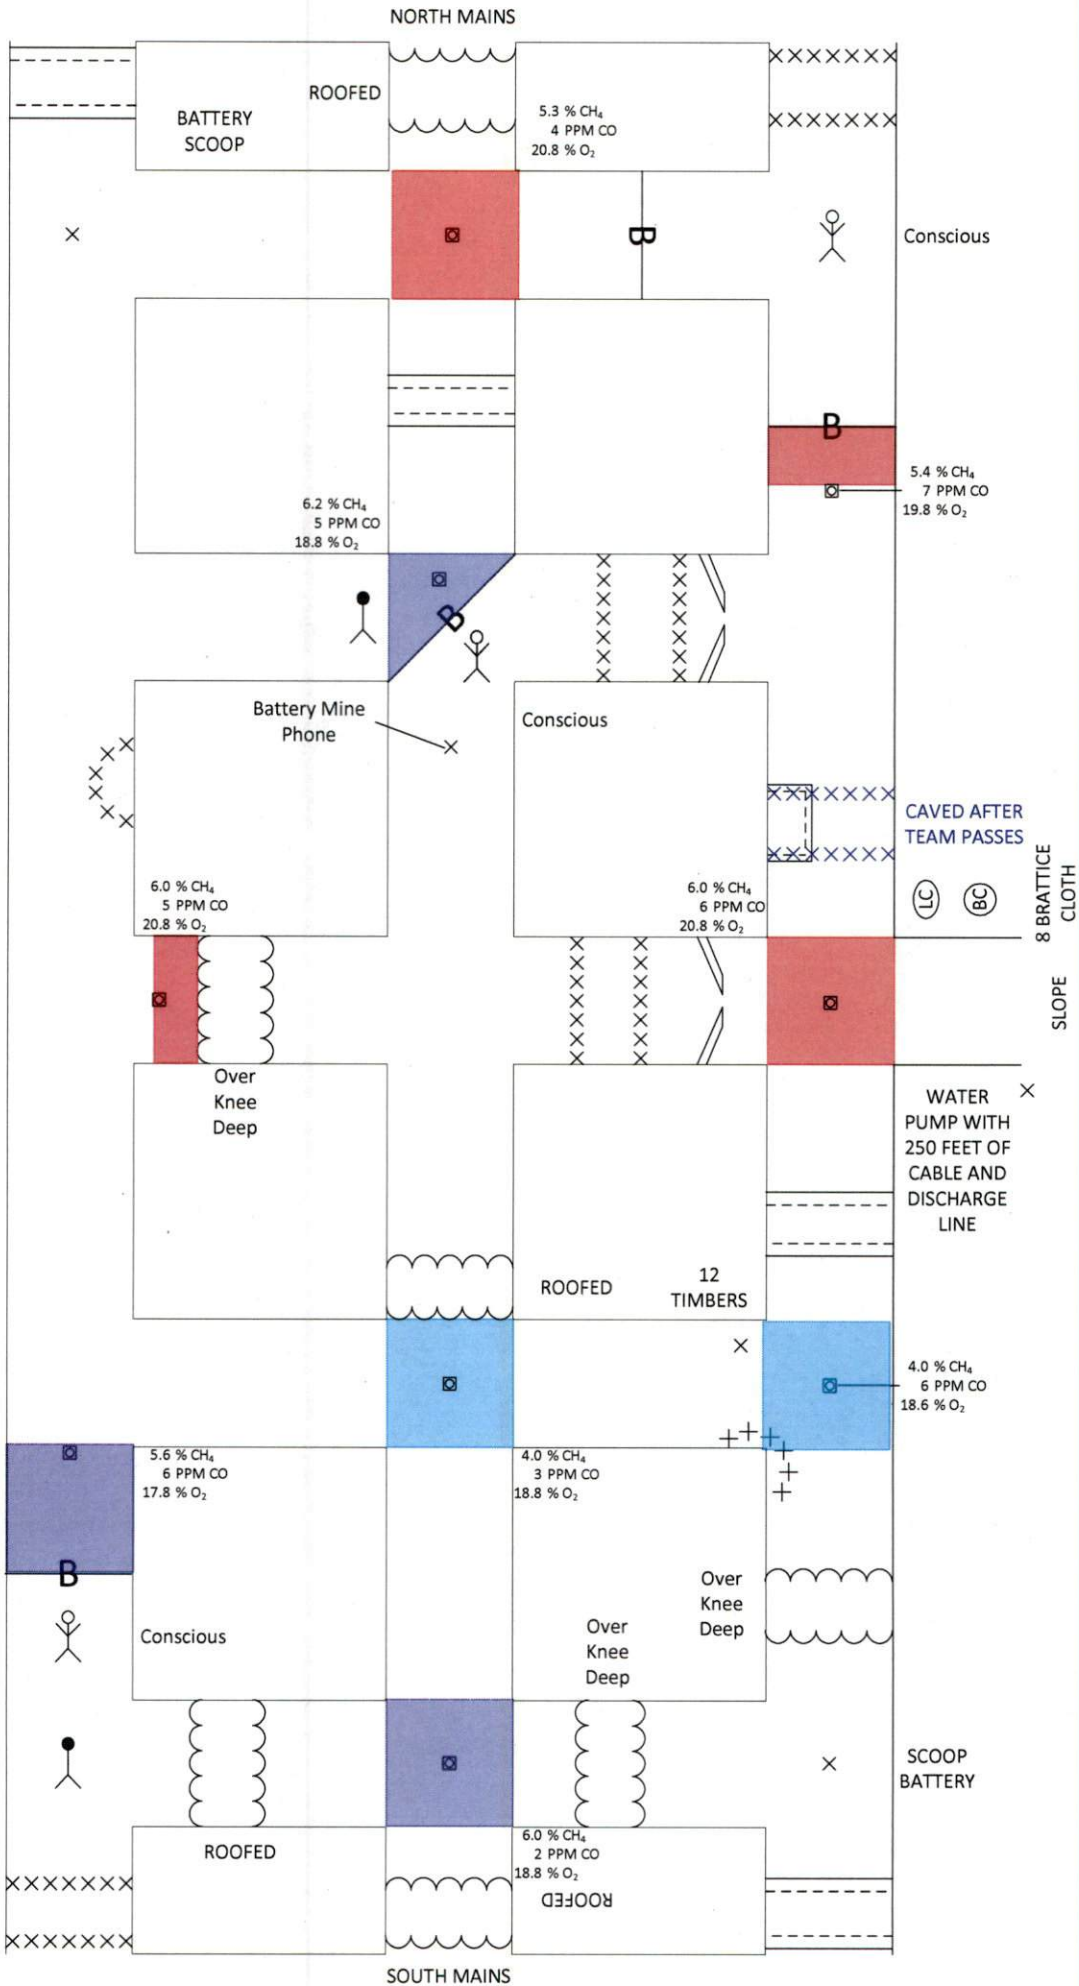 NORTH MAINS
ROOFED
BATTERY
SCOOP
5.3 % CH₄
4 PPM CO
20.8 % O₂
B
Conscious
B
5.4 % CH₄
7 PPM CO
19.8 % O₂
6.2 % CH₄
5 PPM CO
18.8 % O₂
B
Battery Mine
Phone
Conscious
CAVED AFTER
TEAM PASSES
LC
BC
8 BRATTICE
CLOTH
6.0 % CH₄
5 PPM CO
20.8 % O₂
6.0 % CH₄
6 PPM CO
20.8 % O₂
SLOPE
Over
Knee
Deep
WATER
PUMP WITH
250 FEET OF
CABLE AND
DISCHARGE
LINE
ROOFED
12
TIMBERS
4.0 % CH₄
6 PPM CO
18.6 % O₂
5.6 % CH₄
6 PPM CO
17.8 % O₂
4.0 % CH₄
3 PPM CO
18.8 % O₂
B
Conscious
Over
Knee
Deep
Over
Knee
Deep
SCOOP
BATTERY
ROOFED
6.0 % CH₄
2 PPM CO
18.8 % O₂
ROOFED
SOUTH MAINS